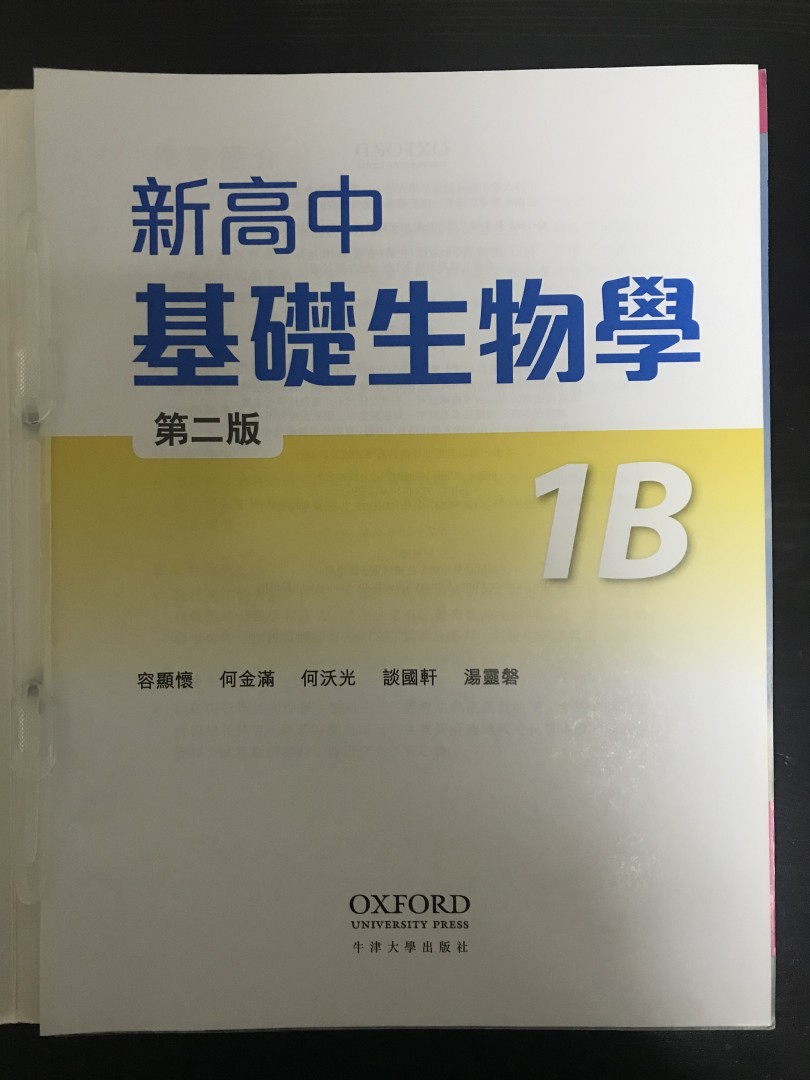 新高中
基礎生物學
第二版
1B
容顯懷 何金滿 何沃光 談國軒 湯靈磐
OXFORD
UNIVERSITY PRESS
牛津大學出版社